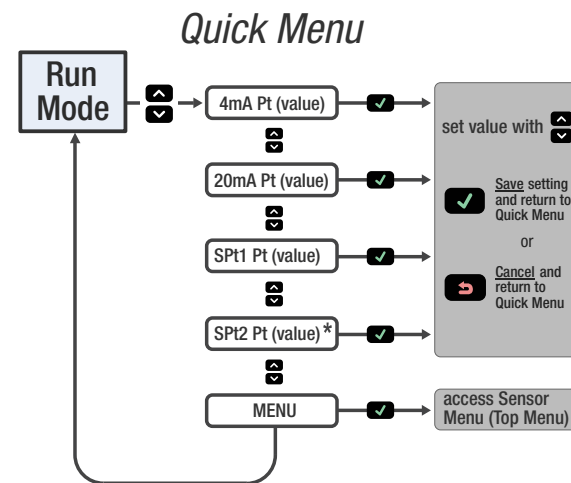 Quick Menu
Run
Mode
4mA Pt (value)
set value with
20mA Pt (value)
Save setting
and return to
Quick Menu
or
SPt1 Pt (value)
Cancel and
return to
Quick Menu
SPt2 Pt (value)*
MENU
access Sensor
Menu (Top Menu)